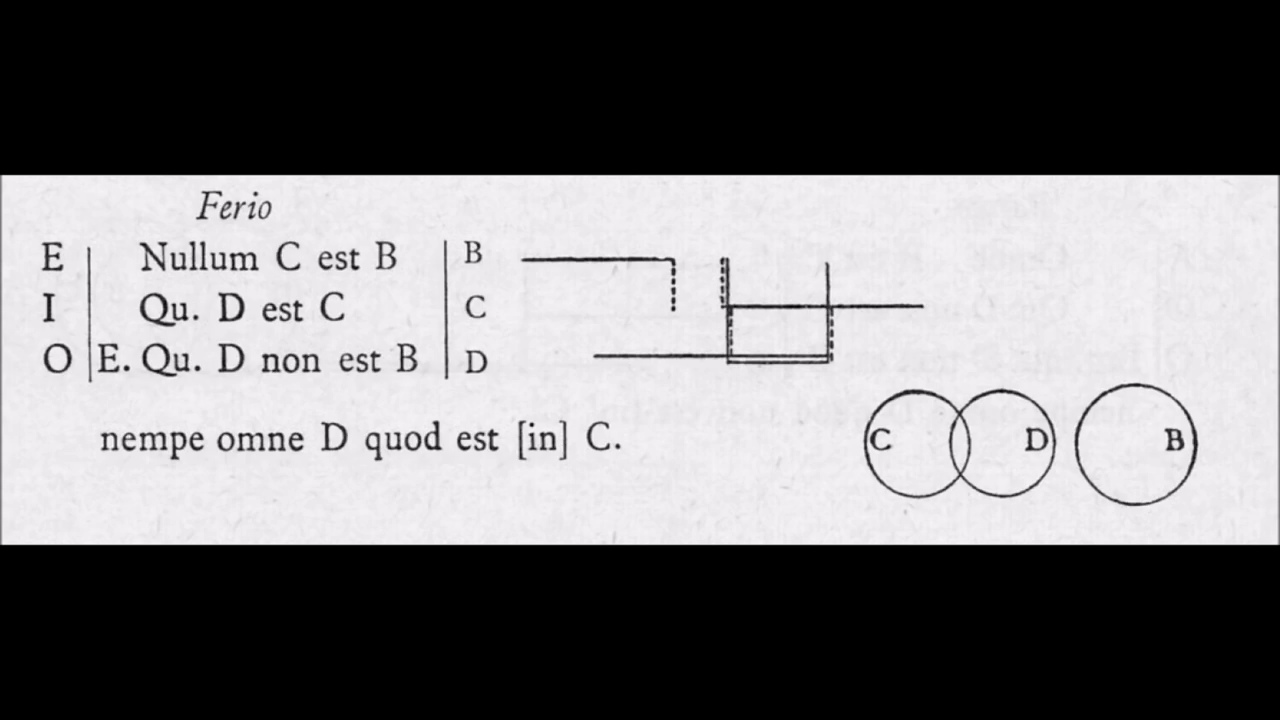 Ferio
E Nullum C est B B
I Qu. D est C C
O E. Qu. D non est B D
nempe omne D quod est [in] C.
C D B